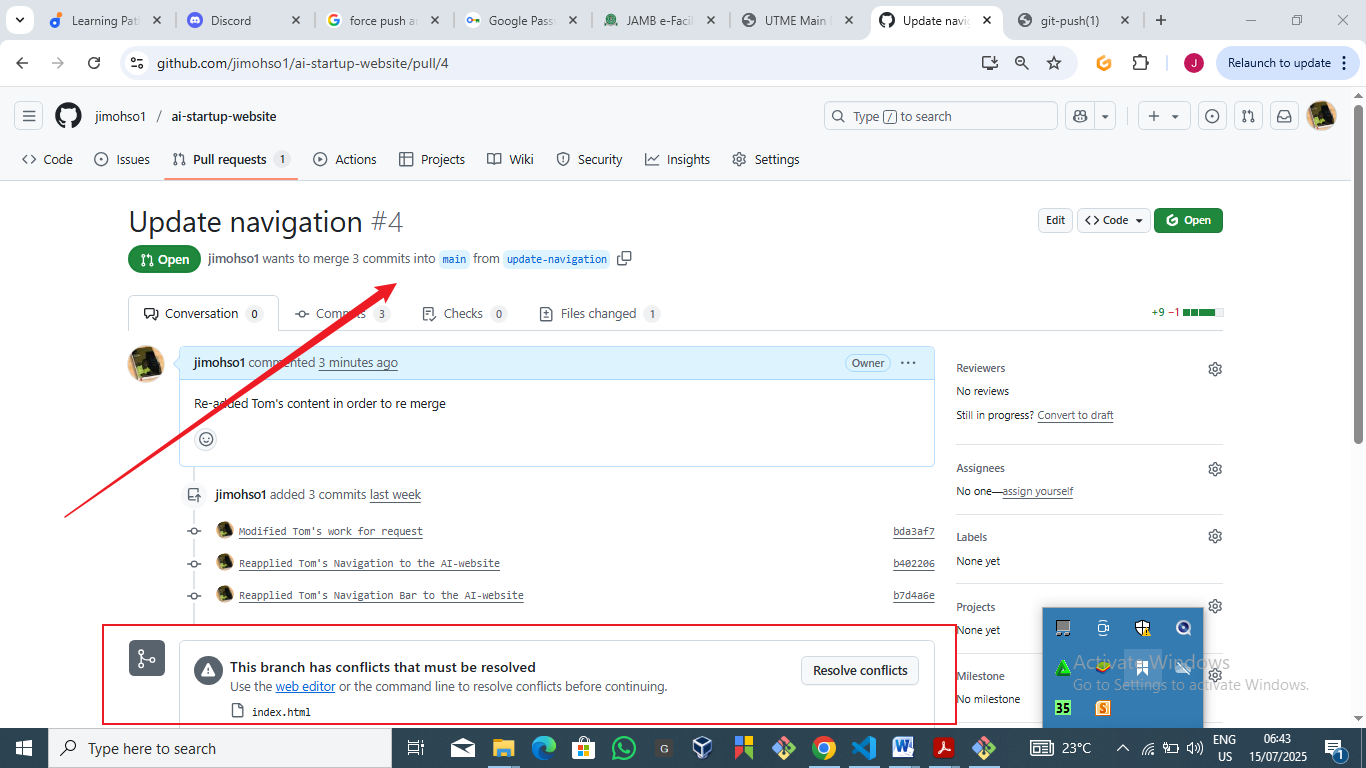 Learning Pat
Discord
force push a
Google Pass
JAMB e-Facil
UTME Main
Update navig
git-push(1)
github.com/jimohso1/ai-startup-website/pull/4
J
Relaunch to update
jimohso1 / ai-startup-website
Type / to search
Code
Issues
Pull requests 1
Actions
Projects
Wiki
Security
Insights
Settings
Update navigation #4
Edit
Code
Open
Open
jimohso1 wants to merge 3 commits into main from update-navigation
Conversation 0
Commits 3
Checks 0
Files changed 1
+9 −1
jimohso1 commented 3 minutes ago
Owner
Re-added Tom's content in order to re merge
jimohso1 added 3 commits last week
Modified Tom's work for request bda3af7
Reapplied Tom's Navigation to the AI-website b402206
Reapplied Tom's Navigation Bar to the AI-website b7d4a6e
This branch has conflicts that must be resolved
Use the web editor or the command line to resolve conflicts before continuing.
Resolve conflicts
index.html
Reviewers
No reviews
Still in progress? Convert to draft
Assignees
No one—assign yourself
Labels
None yet
Projects
None yet
Milestone
No milestone
Activate Windows
Go to Settings to activate Windows.
35
S
Type here to search
G
W
23°C
ENG
US
06:43
15/07/2025
1